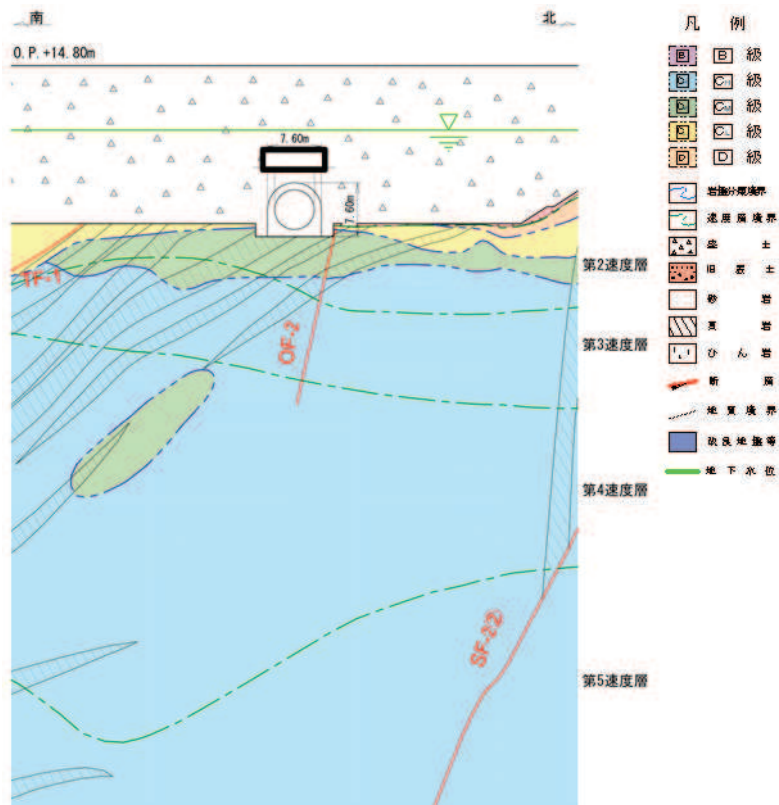 南
北
O.P.+14.80m
7.60m
7.60m
TF-1
OF-2
SF-2②
第2速度層
第3速度層
第4速度層
第5速度層
凡 例
B B 級
CH 級
CM 級
CL 級
D D 級
岩盤分類境界
速度層境界
盛 土
旧 表 土
砂 岩
頁 岩
ひ ん 岩
断 層
地 質 境 界
改 良 地 盤 等
地 下 水 位